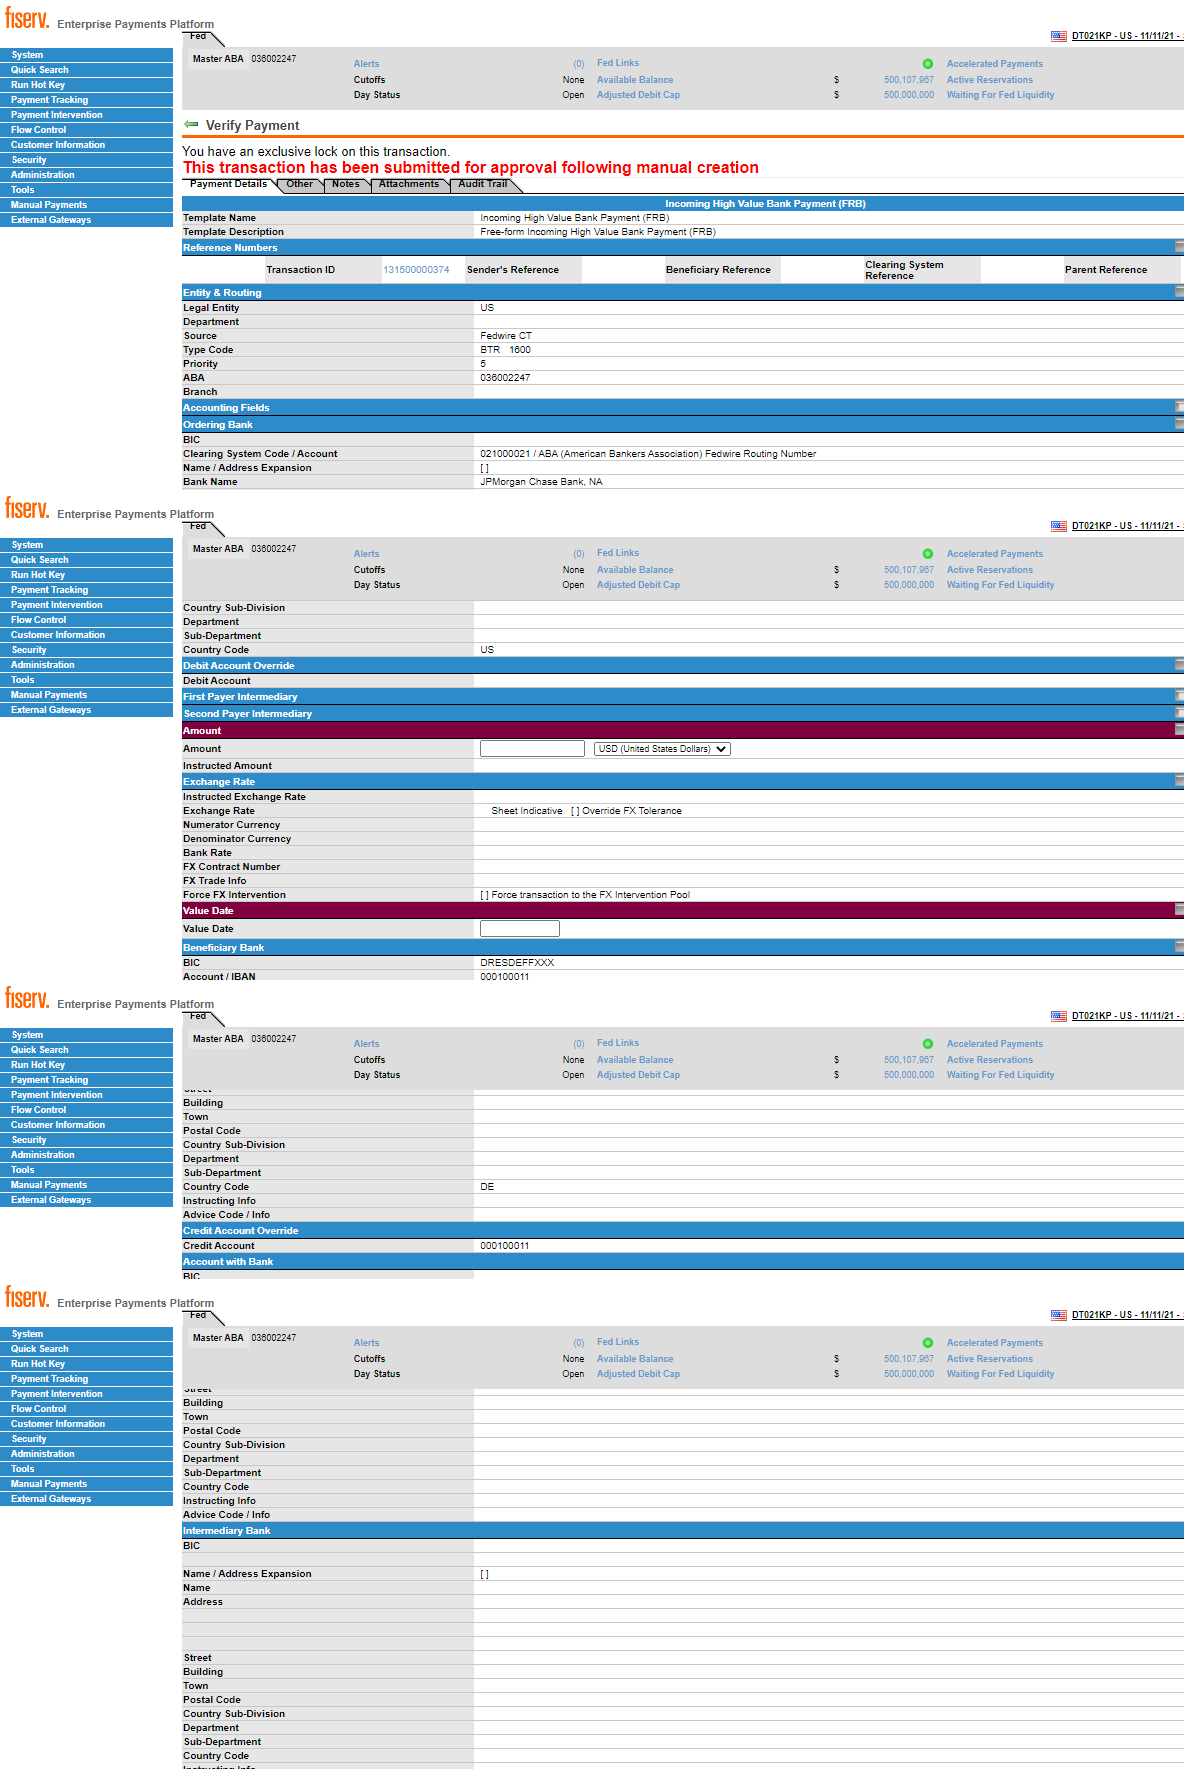 fiserv. Enterprise Payments Platform
Fed
DT021KP - US - 11/11/21 -
System
Quick Search
Run Hot Key
Payment Tracking
Payment Intervention
Flow Control
Customer Information
Security
Administration
Tools
Manual Payments
External Gateways
Master ABA 036002247
Alerts (0) Fed Links Accelerated Payments
Cutoffs None Available Balance $ 500,107,967 Active Reservations
Day Status Open Adjusted Debit Cap $ 500,000,000 Waiting For Fed Liquidity
Verify Payment
You have an exclusive lock on this transaction.
This transaction has been submitted for approval following manual creation
Payment Details Other Notes Attachments Audit Trail
Incoming High Value Bank Payment (FRB)
Template Name Incoming High Value Bank Payment (FRB)
Template Description Free-form Incoming High Value Bank Payment (FRB)
Reference Numbers
Transaction ID 131500000374 Sender's Reference Beneficiary Reference Clearing System Reference Parent Reference
Entity & Routing
Legal Entity US
Department
Source Fedwire CT
Type Code BTR 1600
Priority 5
ABA 036002247
Branch
Accounting Fields
Ordering Bank
BIC
Clearing System Code / Account 021000021 / ABA (American Bankers Association) Fedwire Routing Number
Name / Address Expansion [ ]
Bank Name JPMorgan Chase Bank, NA
fiserv. Enterprise Payments Platform
Fed
DT021KP - US - 11/11/21 -
System
Quick Search
Run Hot Key
Payment Tracking
Payment Intervention
Flow Control
Customer Information
Security
Administration
Tools
Manual Payments
External Gateways
Master ABA 036002247
Alerts (0) Fed Links Accelerated Payments
Cutoffs None Available Balance $ 500,107,967 Active Reservations
Day Status Open Adjusted Debit Cap $ 500,000,000 Waiting For Fed Liquidity
Country Sub-Division
Department
Sub-Department
Country Code US
Debit Account Override
Debit Account
First Payer Intermediary
Second Payer Intermediary
Amount
Amount USD (United States Dollars)
Instructed Amount
Exchange Rate
Instructed Exchange Rate
Exchange Rate Sheet Indicative [ ] Override FX Tolerance
Numerator Currency
Denominator Currency
Bank Rate
FX Contract Number
FX Trade Info
Force FX Intervention [ ] Force transaction to the FX Intervention Pool
Value Date
Value Date
Beneficiary Bank
BIC DRESDEFFXXX
Account / IBAN 000100011
fiserv. Enterprise Payments Platform
Fed
DT021KP - US - 11/11/21 -
System
Quick Search
Run Hot Key
Payment Tracking
Payment Intervention
Flow Control
Customer Information
Security
Administration
Tools
Manual Payments
External Gateways
Master ABA 036002247
Alerts (0) Fed Links Accelerated Payments
Cutoffs None Available Balance $ 500,107,967 Active Reservations
Day Status Open Adjusted Debit Cap $ 500,000,000 Waiting For Fed Liquidity
Street
Building
Town
Postal Code
Country Sub-Division
Department
Sub-Department
Country Code DE
Instructing Info
Advice Code / Info
Credit Account Override
Credit Account 000100011
Account with Bank
BIC
fiserv. Enterprise Payments Platform
Fed
DT021KP - US - 11/11/21 -
System
Quick Search
Run Hot Key
Payment Tracking
Payment Intervention
Flow Control
Customer Information
Security
Administration
Tools
Manual Payments
External Gateways
Master ABA 036002247
Alerts (0) Fed Links Accelerated Payments
Cutoffs None Available Balance $ 500,107,967 Active Reservations
Day Status Open Adjusted Debit Cap $ 500,000,000 Waiting For Fed Liquidity
Street
Building
Town
Postal Code
Country Sub-Division
Department
Sub-Department
Country Code
Instructing Info
Advice Code / Info
Intermediary Bank
BIC
Name / Address Expansion [ ]
Name
Address
Street
Building
Town
Postal Code
Country Sub-Division
Department
Sub-Department
Country Code
Instructing Info